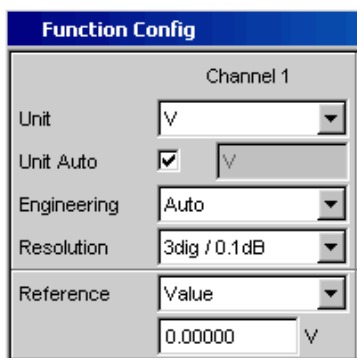 Function Config
Channel 1
Unit V
Unit Auto V
Engineering Auto
Resolution 3dig / 0.1dB
Reference Value
0.00000 V